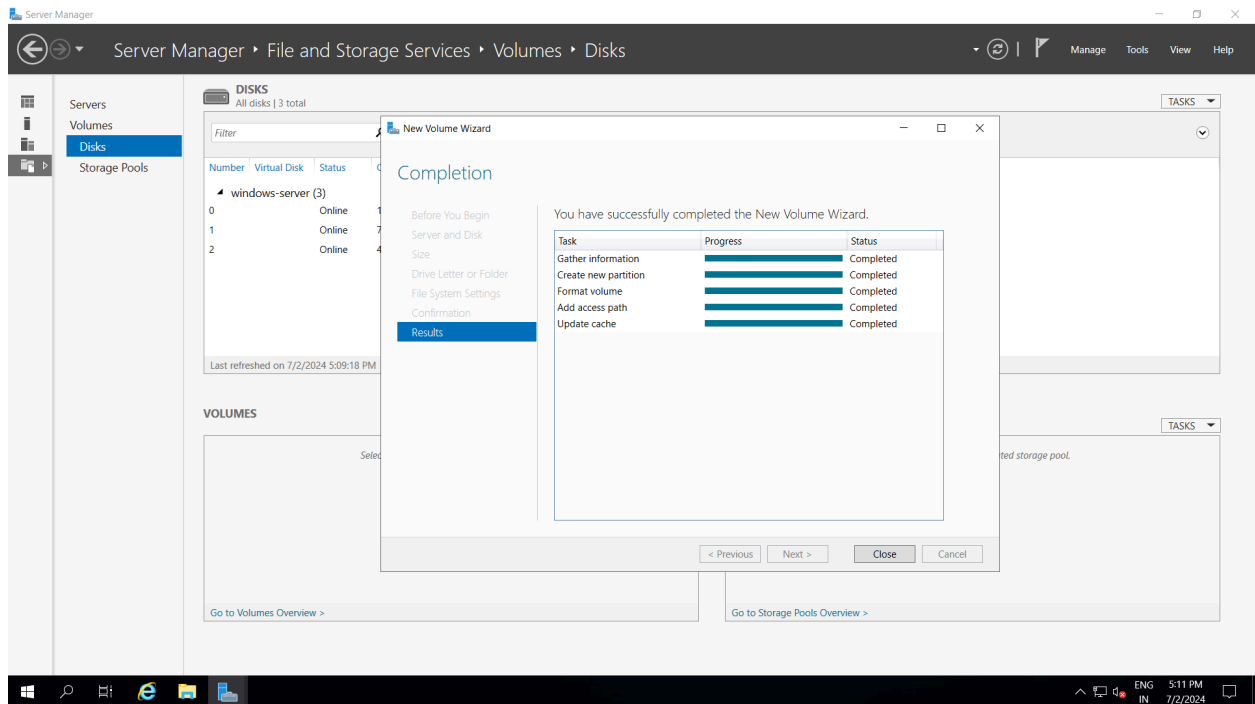 Server Manager
Server Manager ‣ File and Storage Services ‣ Volumes ‣ Disks
Manage Tools View Help
Servers
Volumes
Disks
Storage Pools
DISKS
All disks | 3 total
TASKS
Filter
Number Virtual Disk Status
windows-server (3)
0 Online 1
1 Online 7
2 Online 4
Last refreshed on 7/2/2024 5:09:18 PM
New Volume Wizard
Completion
Before You Begin
Server and Disk
Size
Drive Letter or Folder
File System Settings
Confirmation
Results
You have successfully completed the New Volume Wizard.
Task Progress Status
Gather information Completed
Create new partition Completed
Format volume Completed
Add access path Completed
Update cache Completed
< Previous Next > Close Cancel
VOLUMES
TASKS
Selec
ted storage pool.
Go to Volumes Overview >
Go to Storage Pools Overview >
ENG
IN
5:11 PM
7/2/2024